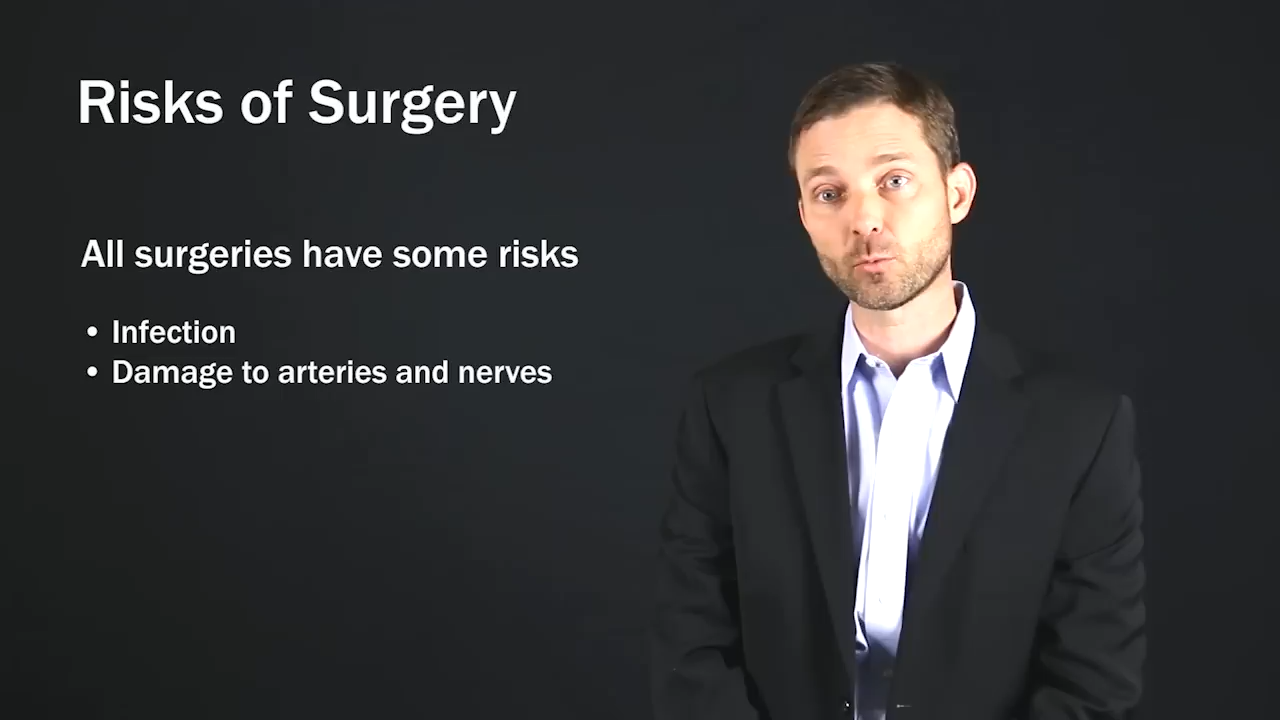 Risks of Surgery
All surgeries have some risks
• Infection
• Damage to arteries and nerves